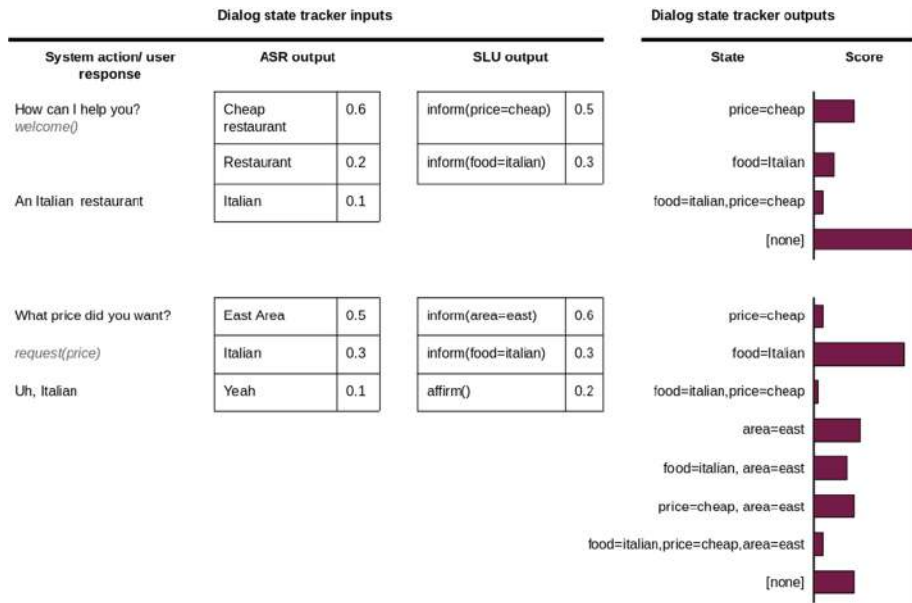 Dialog state tracker inputs
Dialog state tracker outputs
System action/ user
response
ASR output
SLU output
State
Score
How can I help you?
welcome()
Cheap
restaurant
0.6
inform(price=cheap)
0.5
price=cheap
Restaurant
0.2
inform(food=italian)
0.3
food=Italian
An Italian restaurant
Italian
0.1
food=italian,price=cheap
[none]
What price did you want?
East Area
0.5
inform(area=east)
0.6
price=cheap
request(price)
Italian
0.3
inform(food=italian)
0.3
food=Italian
Uh, Italian
Yeah
0.1
affirm()
0.2
food=italian,price=cheap
area=east
food=italian, area=east
price=cheap, area=east
food=italian,price=cheap,area=east
[none]